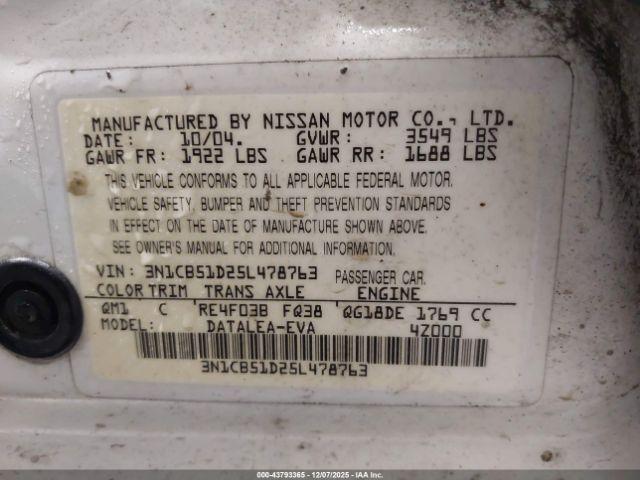 MANUFACTURED BY NISSAN MOTOR CO., LTD.
DATE: 10/04. GVWR: 3549 LBS
GAWR FR: 1922 LBS GAWR RR: 1688 LBS
THIS VEHICLE CONFORMS TO ALL APPLICABLE FEDERAL MOTOR.
VEHICLE SAFETY, BUMPER AND THEFT PREVENTION STANDARDS
IN EFFECT ON THE DATE OF MANUFACTURE SHOWN ABOVE.
SEE OWNER'S MANUAL FOR ADDITIONAL INFORMATION.
VIN: 3N1CB51D25L478763 PASSENGER CAR.
COLOR TRIM TRANS AXLE ENGINE
QM1 C RE4F03B FQ38 QG18DE 1769 CC
MODEL: DATALEA-EVA 4Z000
3N1CB51D25L478763
000-43793365 - 12/07/2025 - IAAI.COM